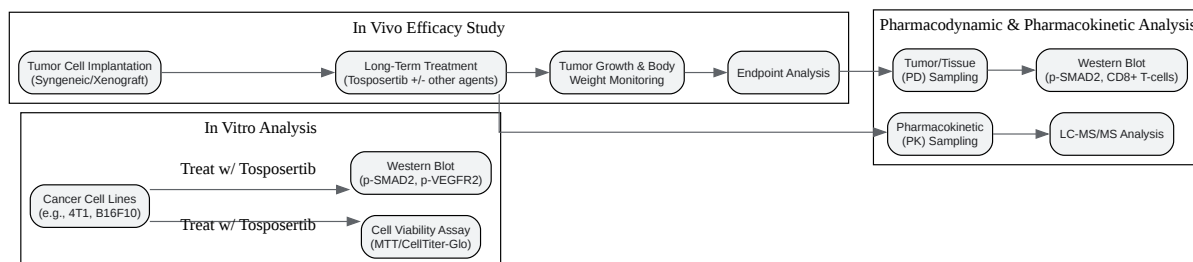 In Vivo Efficacy Study
Tumor Cell Implantation
(Syngeneic/Xenograft)
Long-Term Treatment
(Tosposertib +/- other agents)
Tumor Growth & Body
Weight Monitoring
Endpoint Analysis
Pharmacodynamic & Pharmacokinetic Analysis
Tumor/Tissue
(PD) Sampling
Western Blot
(p-SMAD2, CD8+ T-cells)
Pharmacokinetic
(PK) Sampling
LC-MS/MS Analysis
In Vitro Analysis
Cancer Cell Lines
(e.g., 4T1, B16F10)
Treat w/ Tosposertib
Western Blot
(p-SMAD2, p-VEGFR2)
Treat w/ Tosposertib
Cell Viability Assay
(MTT/CellTiter-Glo)